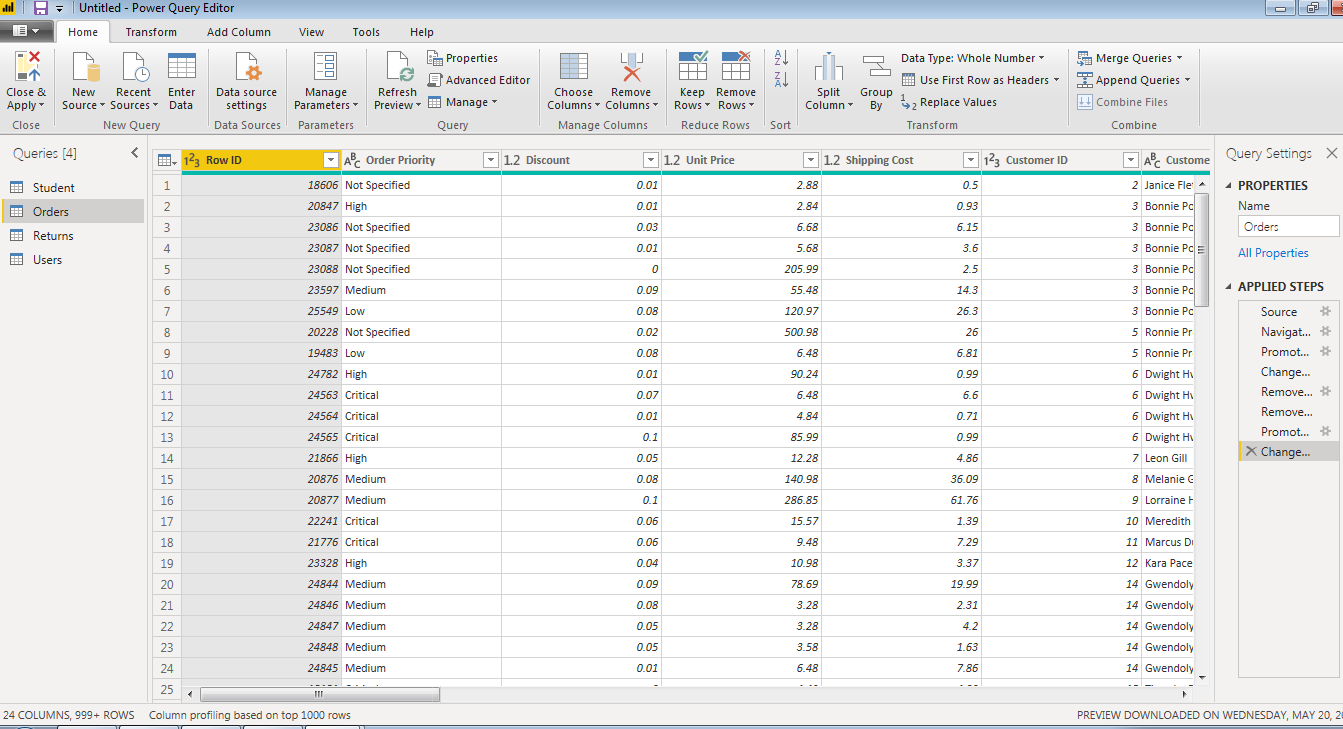 Untitled - Power Query Editor
Home Transform Add Column View Tools Help
Close & Apply
New Source Recent Sources Enter Data
Data source settings
Manage Parameters
Refresh Preview
Properties
Advanced Editor
Manage
Choose Columns Remove Columns
Keep Rows Remove Rows
Split Column Group By
Data Type: Whole Number
Use First Row as Headers
Replace Values
Merge Queries
Append Queries
Combine Files
Close New Query Data Sources Parameters Query Manage Columns Reduce Rows Sort Transform Combine
Queries [4]
Student
Orders
Returns
Users
1²3 Row ID ABC Order Priority 1.2 Discount 1.2 Unit Price 1.2 Shipping Cost 1²3 Customer ID ABC Custome
1 18606 Not Specified 0.01 2.88 0.5 2 Janice Fle
2 20847 High 0.01 2.84 0.93 3 Bonnie Po
3 23086 Not Specified 0.03 6.68 6.15 3 Bonnie Po
4 23087 Not Specified 0.01 5.68 3.6 3 Bonnie Po
5 23088 Not Specified 0 205.99 2.5 3 Bonnie Po
6 23597 Medium 0.09 55.48 14.3 3 Bonnie Po
7 25549 Low 0.08 120.97 26.3 3 Bonnie Po
8 20228 Not Specified 0.02 500.98 26 5 Ronnie Pr
9 19483 Low 0.08 6.48 6.81 5 Ronnie Pr
10 24782 High 0.01 90.24 0.99 6 Dwight Hv
11 24563 Critical 0.07 6.48 6.6 6 Dwight Hv
12 24564 Critical 0.01 4.84 0.71 6 Dwight Hv
13 24565 Critical 0.1 85.99 0.99 6 Dwight Hv
14 21866 High 0.05 12.28 4.86 7 Leon Gill
15 20876 Medium 0.08 140.98 36.09 8 Melanie G
16 20877 Medium 0.1 286.85 61.76 9 Lorraine H
17 22241 Critical 0.06 15.57 1.39 10 Meredith
18 21776 Critical 0.06 9.48 7.29 11 Marcus Du
19 23328 High 0.04 10.98 3.37 12 Kara Pace
20 24844 Medium 0.09 78.69 19.99 14 Gwendoly
21 24846 Medium 0.08 3.28 2.31 14 Gwendoly
22 24847 Medium 0.05 3.28 4.2 14 Gwendoly
23 24848 Medium 0.05 3.58 1.63 14 Gwendoly
24 24845 Medium 0.01 6.48 7.86 14 Gwendoly
25
Query Settings
PROPERTIES
Name
Orders
All Properties
APPLIED STEPS
Source
Navigat...
Promot...
Change...
Remove...
Remove...
Promot...
Change...
24 COLUMNS, 999+ ROWS Column profiling based on top 1000 rows PREVIEW DOWNLOADED ON WEDNESDAY, MAY 20, 20